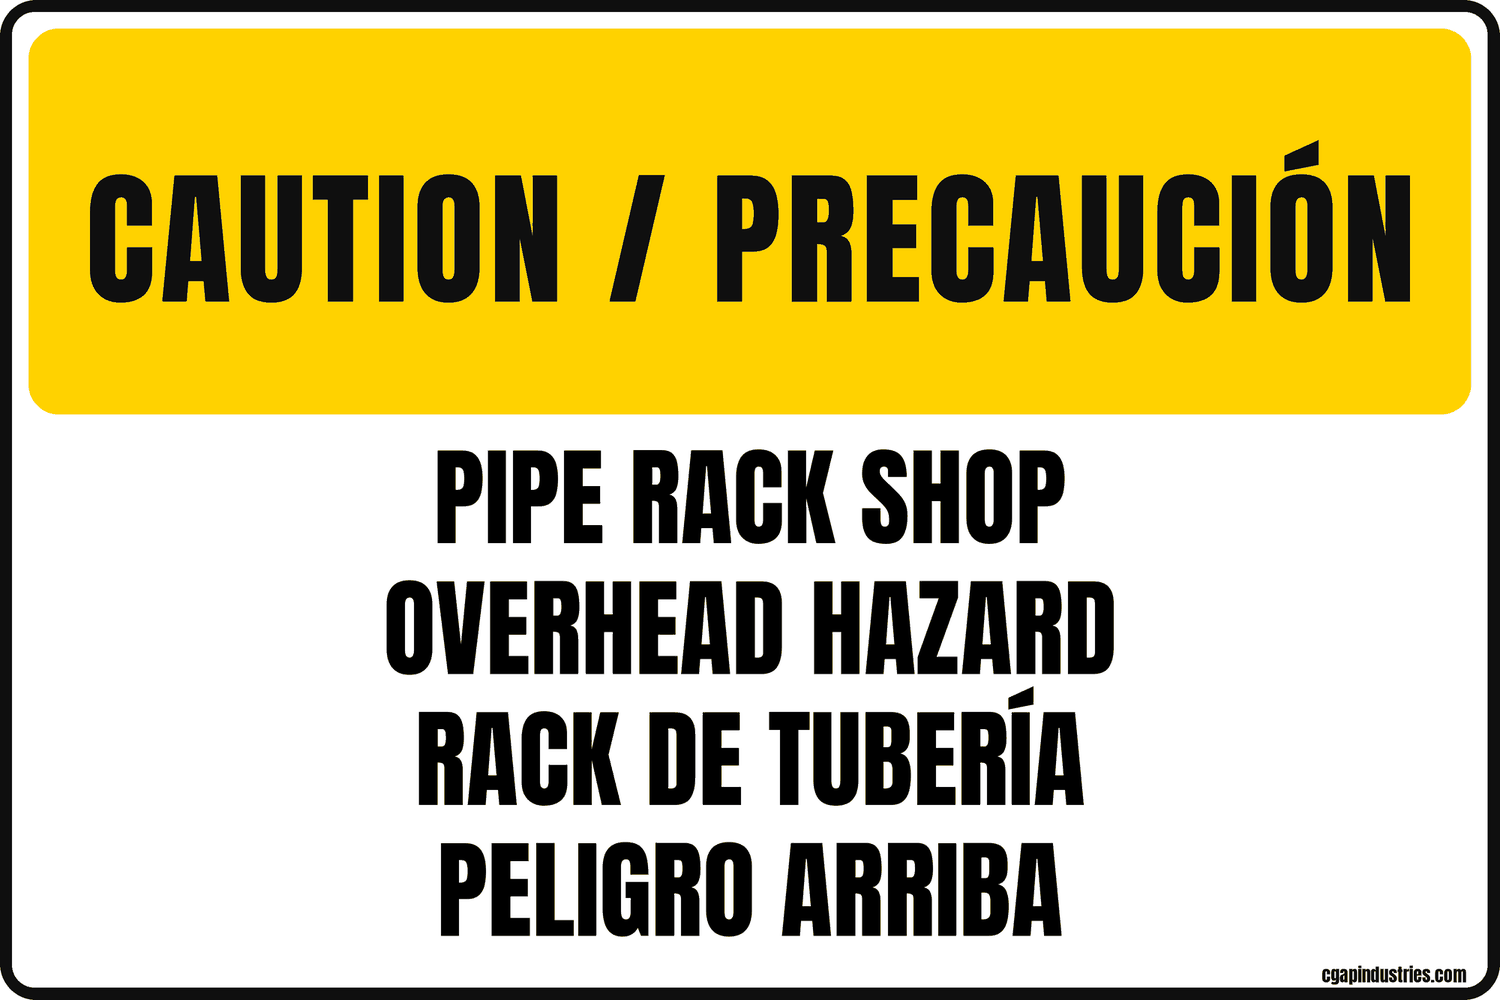 CAUTION / PRECAUCIÓN
PIPE RACK SHOP
OVERHEAD HAZARD
RACK DE TUBERÍA
PELIGRO ARRIBA
cgapindustries.com